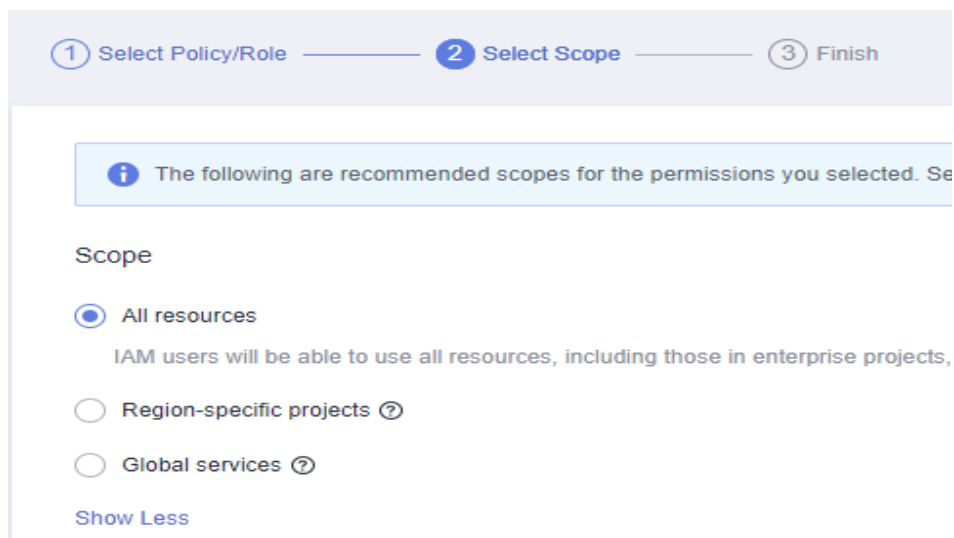 1 Select Policy/Role 2 Select Scope 3 Finish
The following are recommended scopes for the permissions you selected. Se
Scope
All resources
IAM users will be able to use all resources, including those in enterprise projects,
Region-specific projects ?
Global services ?
Show Less